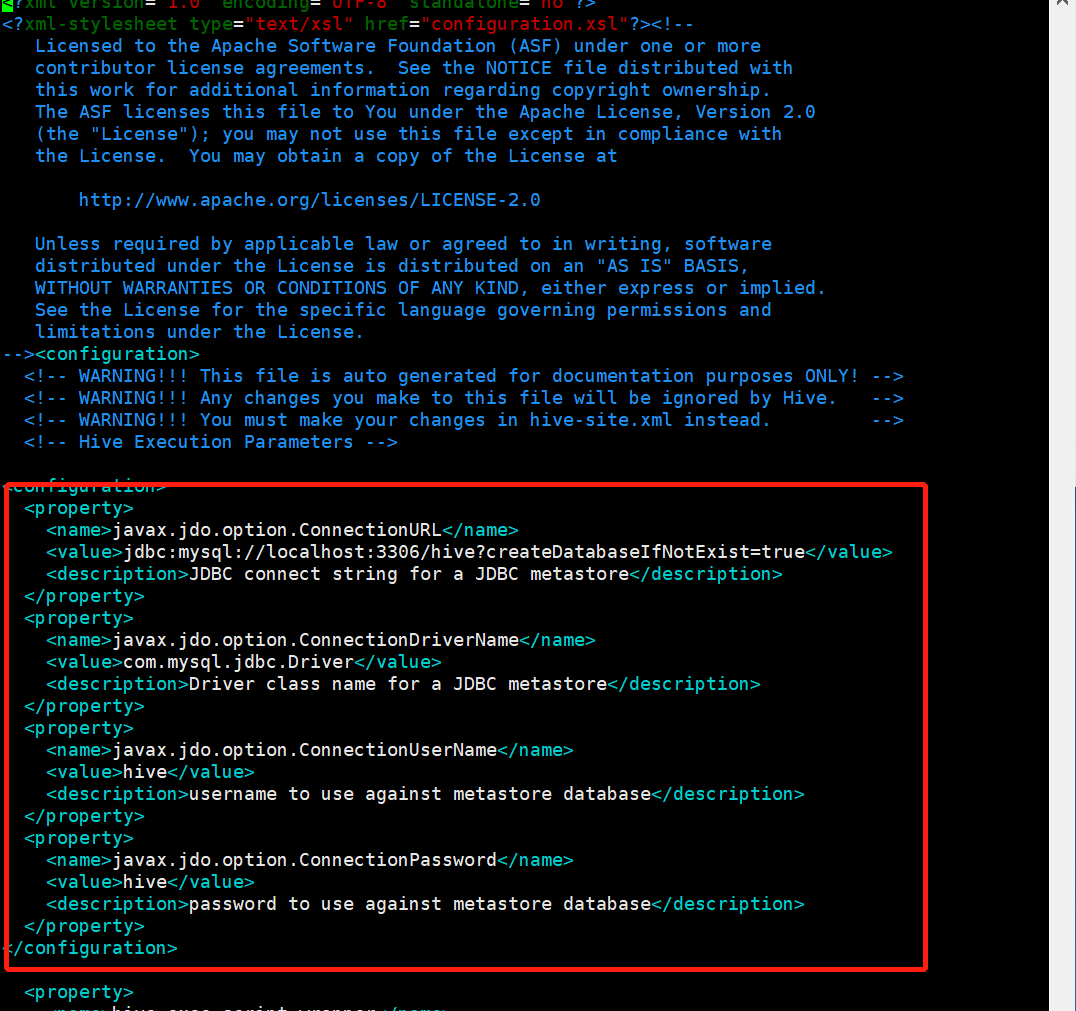 <?xml version="1.0" encoding="UTF-8" standalone="no"?>
<?xml-stylesheet type="text/xsl" href="configuration.xsl"?><!--
   Licensed to the Apache Software Foundation (ASF) under one or more
   contributor license agreements.  See the NOTICE file distributed with
   this work for additional information regarding copyright ownership.
   The ASF licenses this file to You under the Apache License, Version 2.0
   (the "License"); you may not use this file except in compliance with
   the License.  You may obtain a copy of the License at
       http://www.apache.org/licenses/LICENSE-2.0
   Unless required by applicable law or agreed to in writing, software
   distributed under the License is distributed on an "AS IS" BASIS,
   WITHOUT WARRANTIES OR CONDITIONS OF ANY KIND, either express or implied.
   See the License for the specific language governing permissions and
   limitations under the License.
--><configuration>
  <!-- WARNING!!! This file is auto generated for documentation purposes ONLY! -->
  <!-- WARNING!!! Any changes you make to this file will be ignored by Hive.   -->
  <!-- WARNING!!! You must make your changes in hive-site.xml instead.         -->
  <!-- Hive Execution Parameters -->
<configuration>
  <property>
    <name>javax.jdo.option.ConnectionURL</name>
    <value>jdbc:mysql://localhost:3306/hive?createDatabaseIfNotExist=true</value>
    <description>JDBC connect string for a JDBC metastore</description>
  </property>
  <property>
    <name>javax.jdo.option.ConnectionDriverName</name>
    <value>com.mysql.jdbc.Driver</value>
    <description>Driver class name for a JDBC metastore</description>
  </property>
  <property>
    <name>javax.jdo.option.ConnectionUserName</name>
    <value>hive</value>
    <description>username to use against metastore database</description>
  </property>
  <property>
    <name>javax.jdo.option.ConnectionPassword</name>
    <value>hive</value>
    <description>password to use against metastore database</description>
  </property>
</configuration>
  <property>
    <name>hive.exec.script.wrapper</name>